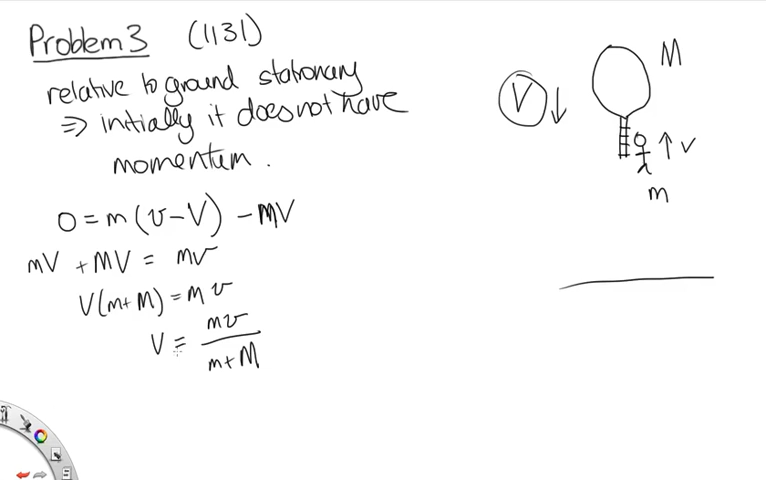 Problem 3 (1131)
relative to ground stationary
⇒ initially it does not have
momentum.
0 = m(v-V) - MV
mV + MV = mv
V(m+M) = mv
V = mv / m+M
M
V ↓
↑ v
m